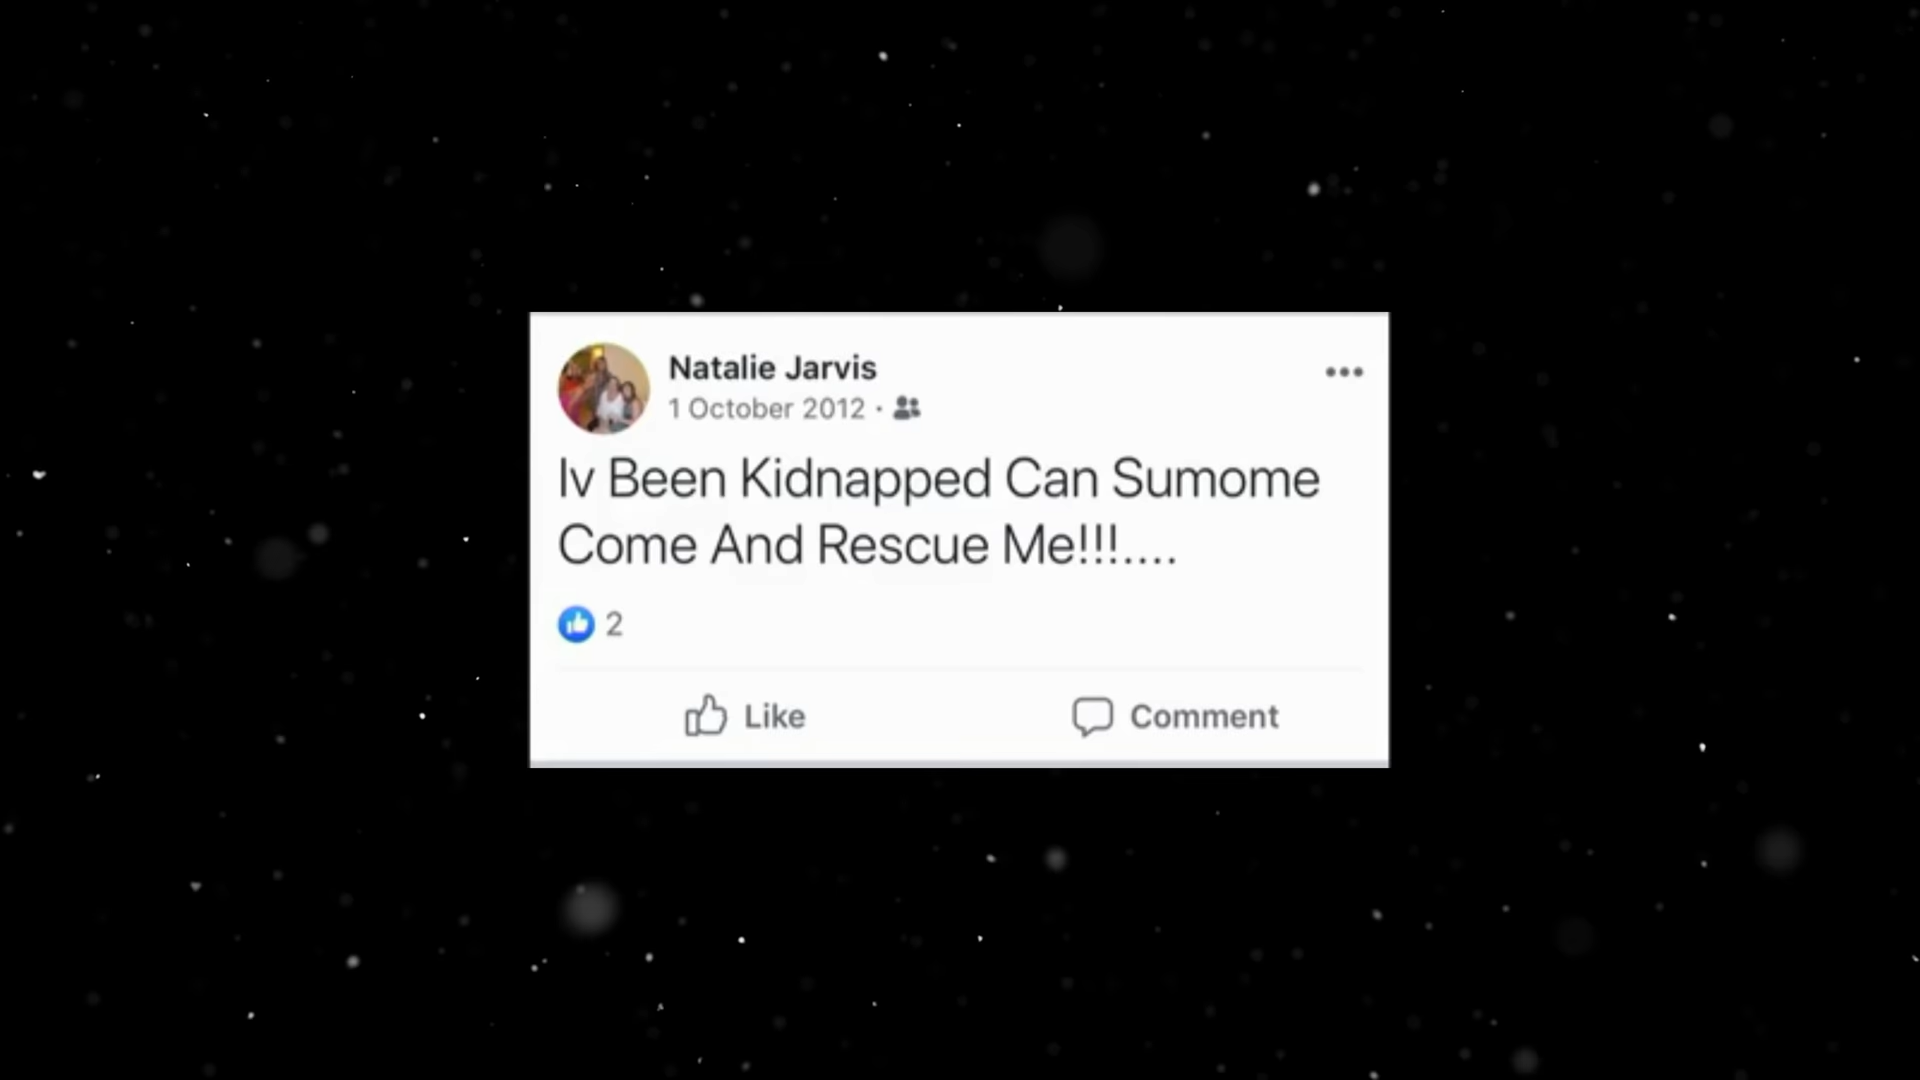 Natalie Jarvis
1 October 2012 ·
Iv Been Kidnapped Can Sumome
Come And Rescue Me!!!....
2
Like
Comment